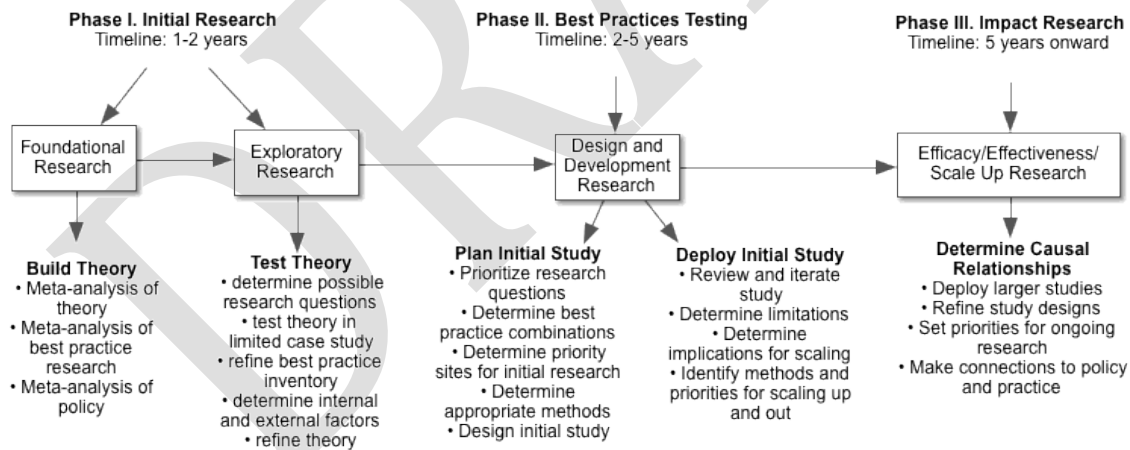 Phase I. Initial Research
Timeline: 1-2 years
Phase II. Best Practices Testing
Timeline: 2-5 years
Phase III. Impact Research
Timeline: 5 years onward
Foundational
Research
Exploratory
Research
Design and
Development
Research
Efficacy/Effectiveness/
Scale Up Research
Build Theory
• Meta-analysis of
theory
• Meta-analysis of
best practice
research
• Meta-analysis of
policy
Test Theory
• determine possible
research questions
• test theory in
limited case study
• refine best practice
inventory
• determine internal
and external factors
• refine theory
Plan Initial Study
• Prioritize research
questions
• Determine best
practice combinations
• Determine priority
sites for initial research
• Determine
appropriate methods
• Design initial study
Deploy Initial Study
• Review and iterate
study
• Determine limitations
• Determine
implications for scaling
• Identify methods and
priorities for scaling up
and out
Determine Causal
Relationships
• Deploy larger studies
• Refine study designs
• Set priorities for ongoing
research
• Make connections to policy
and practice